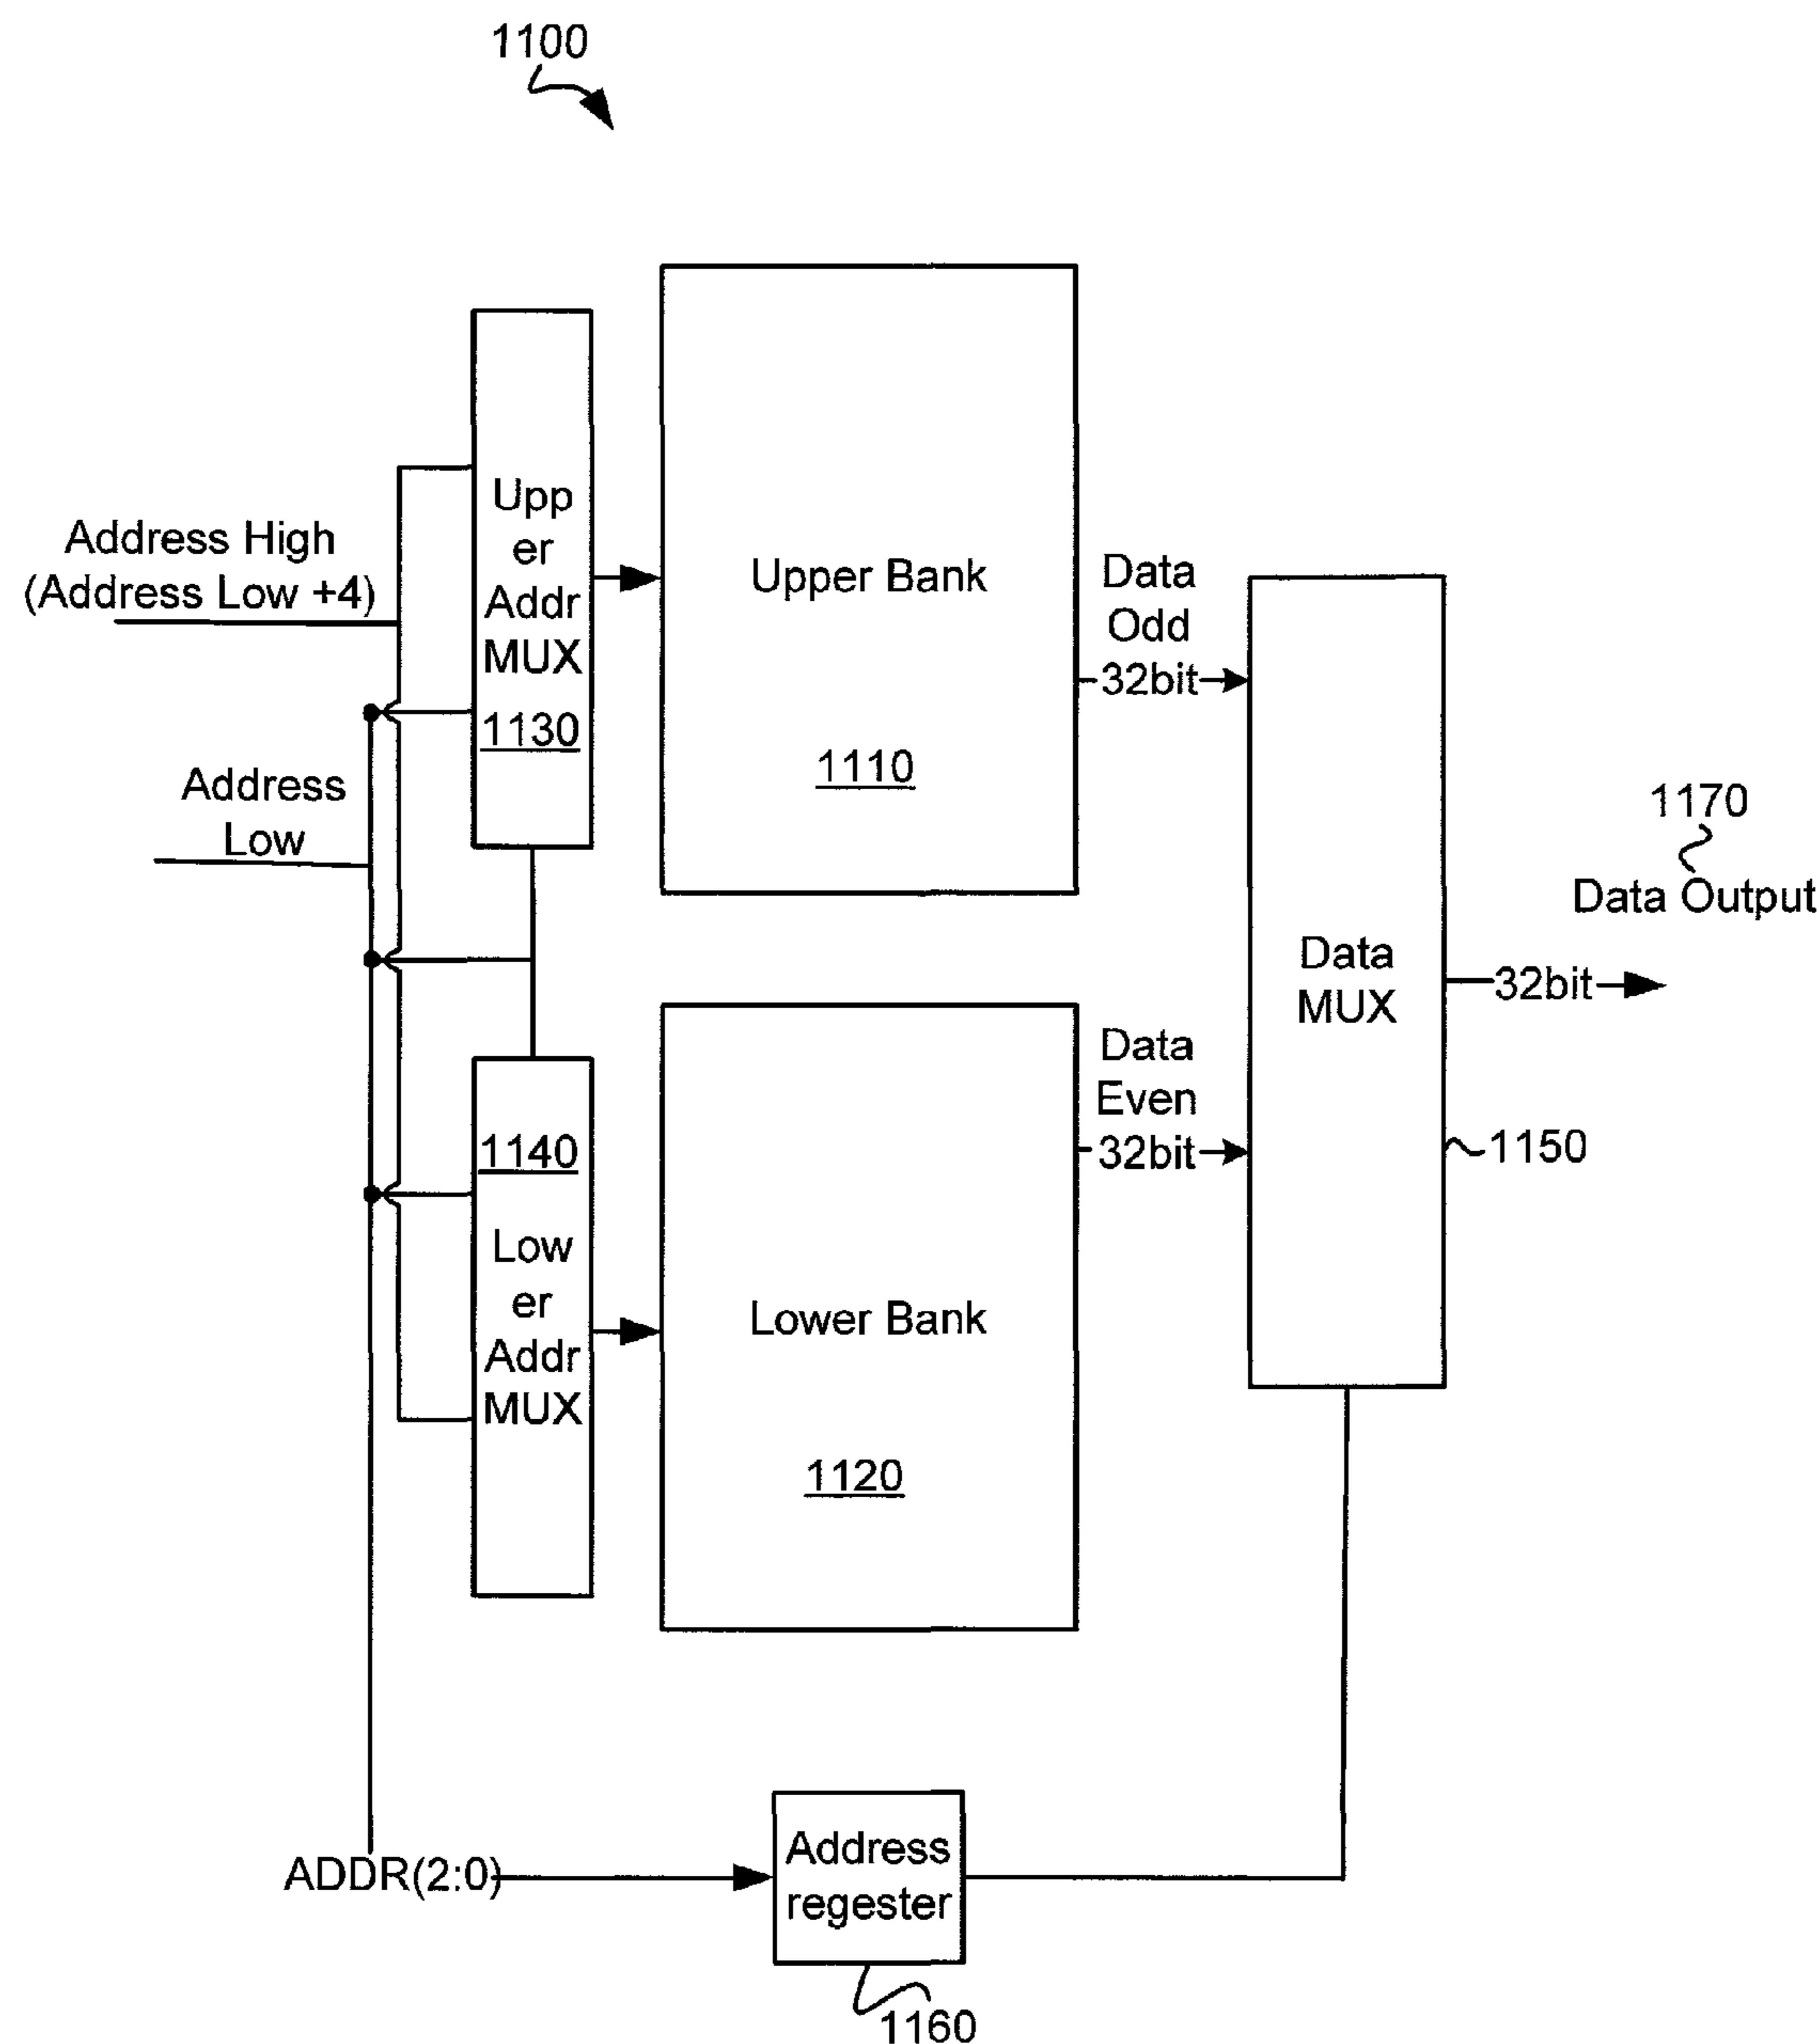 1100
Address High
(Address Low +4)
Address
Low
Upp
er
Addr
MUX
1130
Upper Bank
1110
Data
Odd
32bit
1140
Low
er
Addr
MUX
Lower Bank
1120
Data
Even
32bit
Data
MUX
1150
1170
Data Output
32bit
ADDR(2:0)
Address
regester
1160